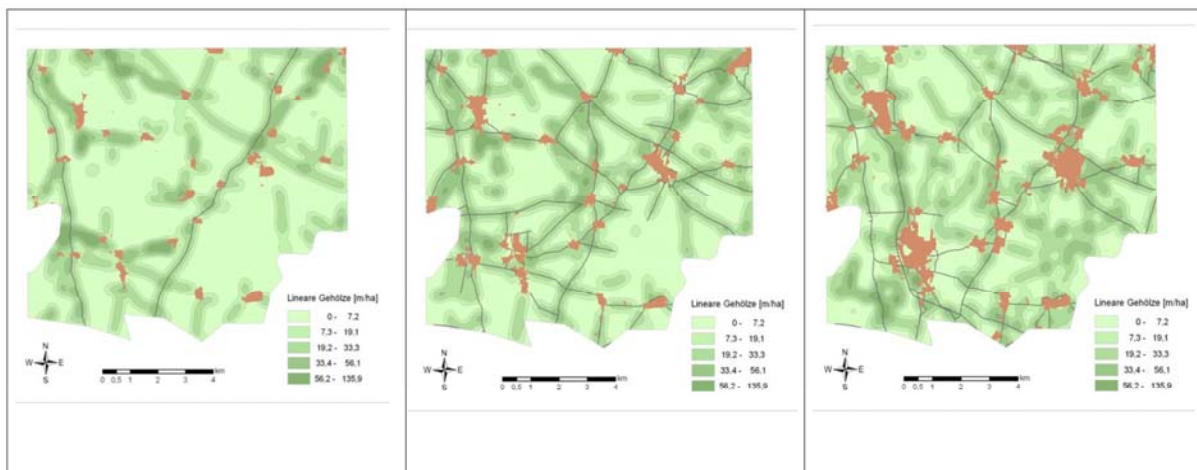 Lineare Gehölze [m/ha]
0 - 7,2
7,3 - 19,1
19,2 - 33,3
33,4 - 56,1
56,2 - 135,9
N
W E
S
km
0 0,5 1 2 3 4
Lineare Gehölze [m/ha]
0 - 7,2
7,3 - 19,1
19,2 - 33,3
33,4 - 56,1
56,2 - 135,9
N
W E
S
km
0 0,5 1 2 3 4
Lineare Gehölze [m/ha]
0 - 7,2
7,3 - 19,1
19,2 - 33,3
33,4 - 56,1
56,2 - 135,9
N
W E
S
km
0 0,5 1 2 3 4